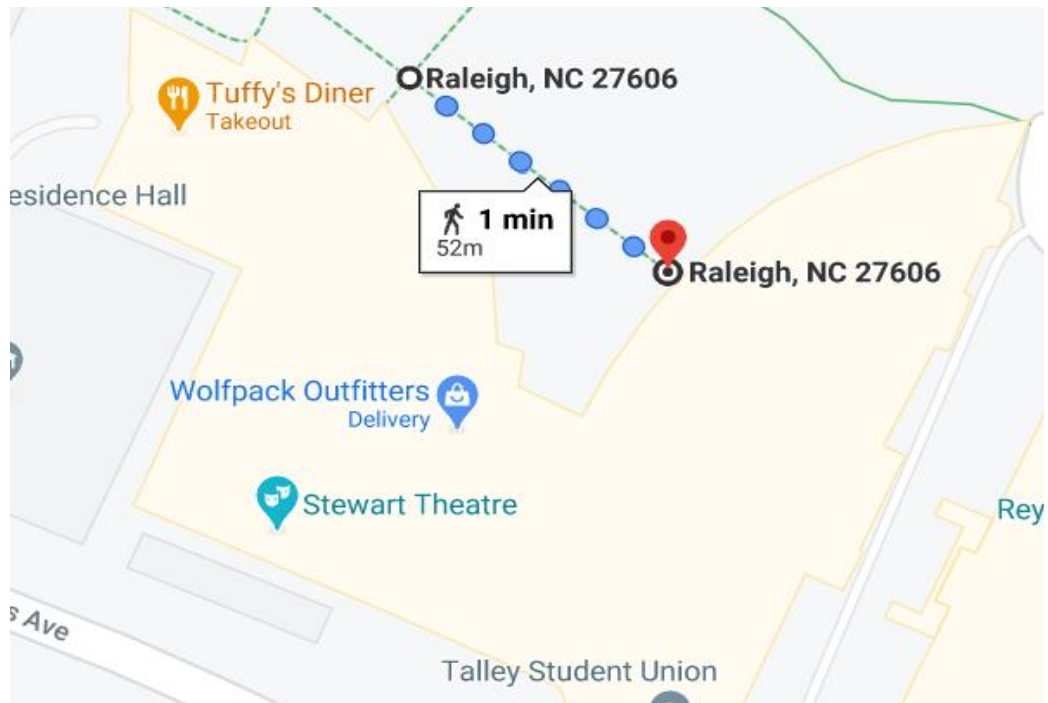 Raleigh, NC 27606
Tuffy's Diner
Takeout
esidence Hall
1 min
52m
Raleigh, NC 27606
Wolfpack Outfitters
Delivery
Stewart Theatre
Rey
s Ave
Talley Student Union